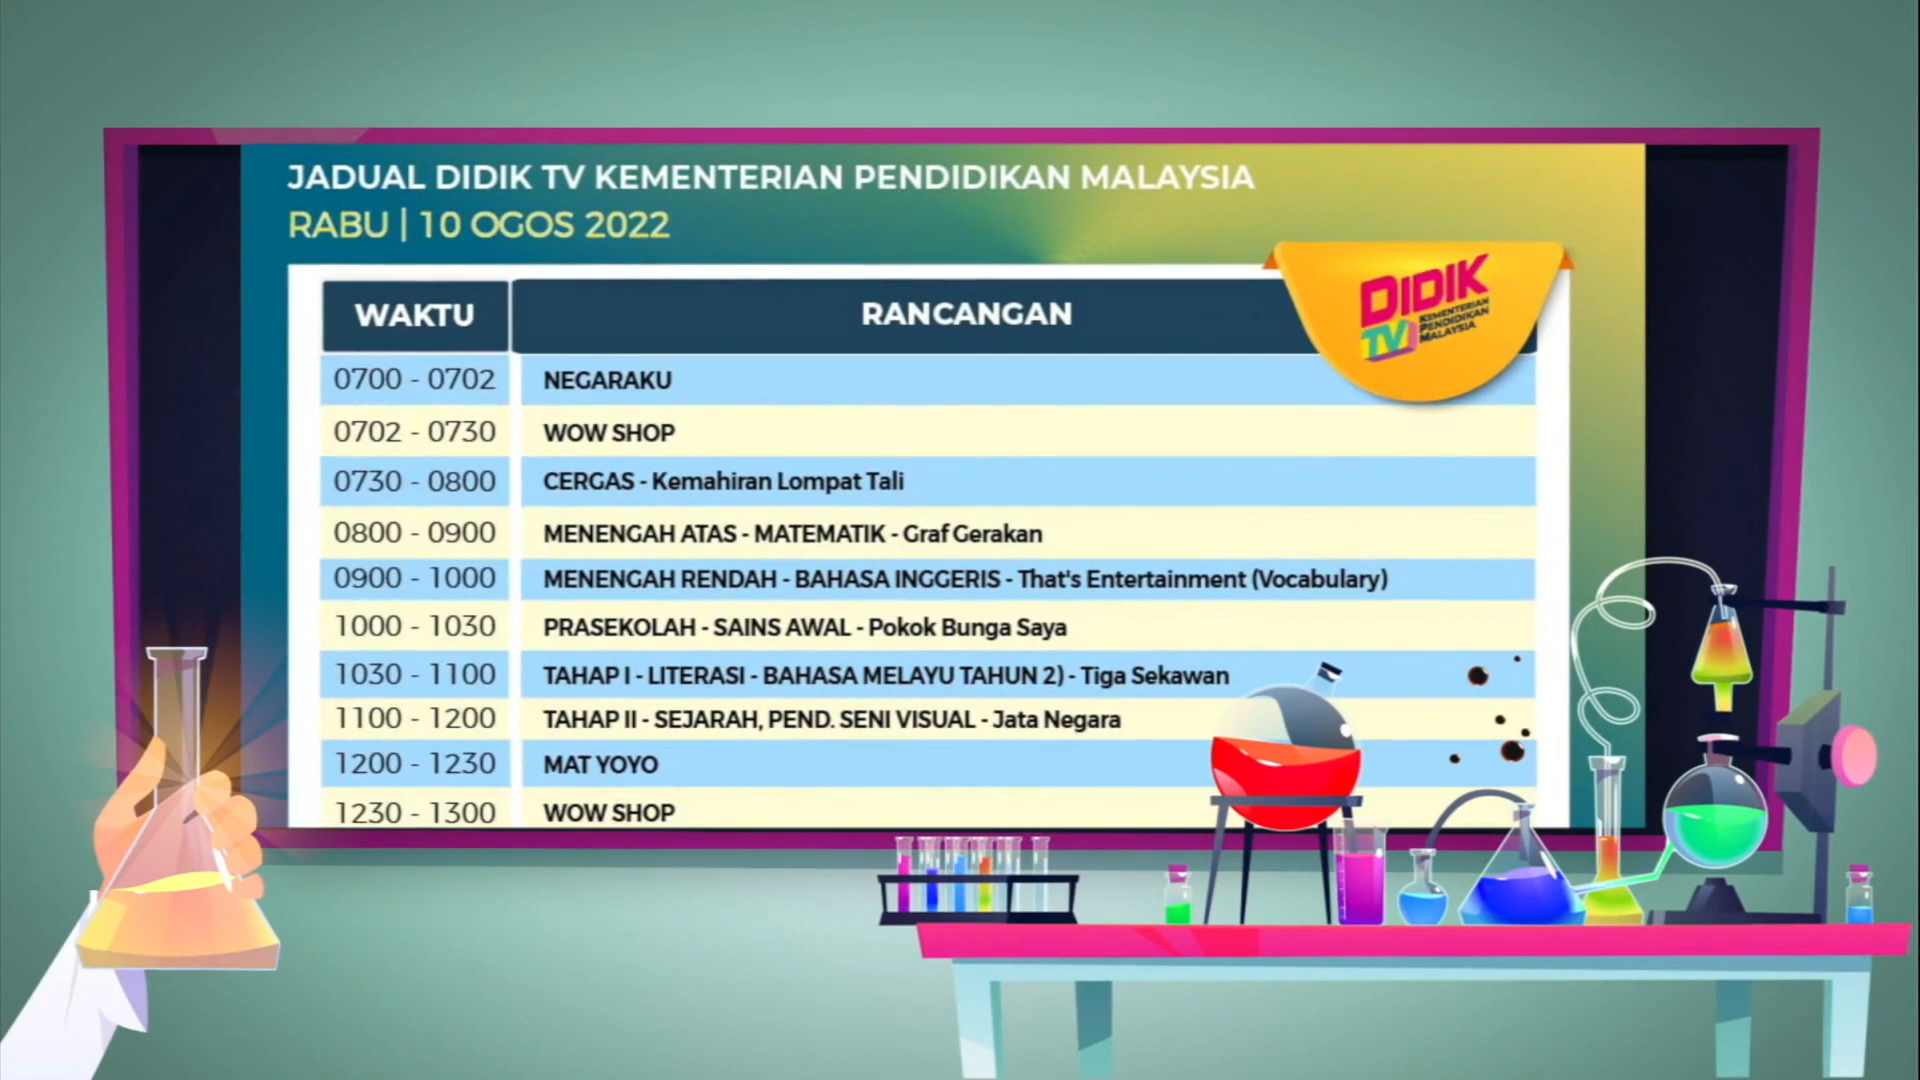 JADUAL DIDIK TV KEMENTERIAN PENDIDIKAN MALAYSIA
RABU | 10 OGOS 2022
DIDIK
TV KEMENTERIAN
PENDIDIKAN
MALAYSIA
WAKTU RANCANGAN
0700 - 0702 NEGARAKU
0702 - 0730 WOW SHOP
0730 - 0800 CERGAS - Kemahiran Lompat Tali
0800 - 0900 MENENGAH ATAS - MATEMATIK - Graf Gerakan
0900 - 1000 MENENGAH RENDAH - BAHASA INGGERIS - That's Entertainment (Vocabulary)
1000 - 1030 PRASEKOLAH - SAINS AWAL - Pokok Bunga Saya
1030 - 1100 TAHAP I - LITERASI - BAHASA MELAYU TAHUN 2) - Tiga Sekawan
1100 - 1200 TAHAP II - SEJARAH, PEND. SENI VISUAL - Jata Negara
1200 - 1230 MAT YOYO
1230 - 1300 WOW SHOP